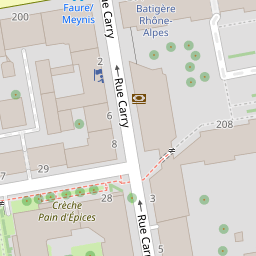 200
Faure/
Meynis
Batigère
Rhône-
Alpes
2
Rue Carry
6
208
8
7
29
28
3
Crèche
Pain d'Épices
Rue Carr